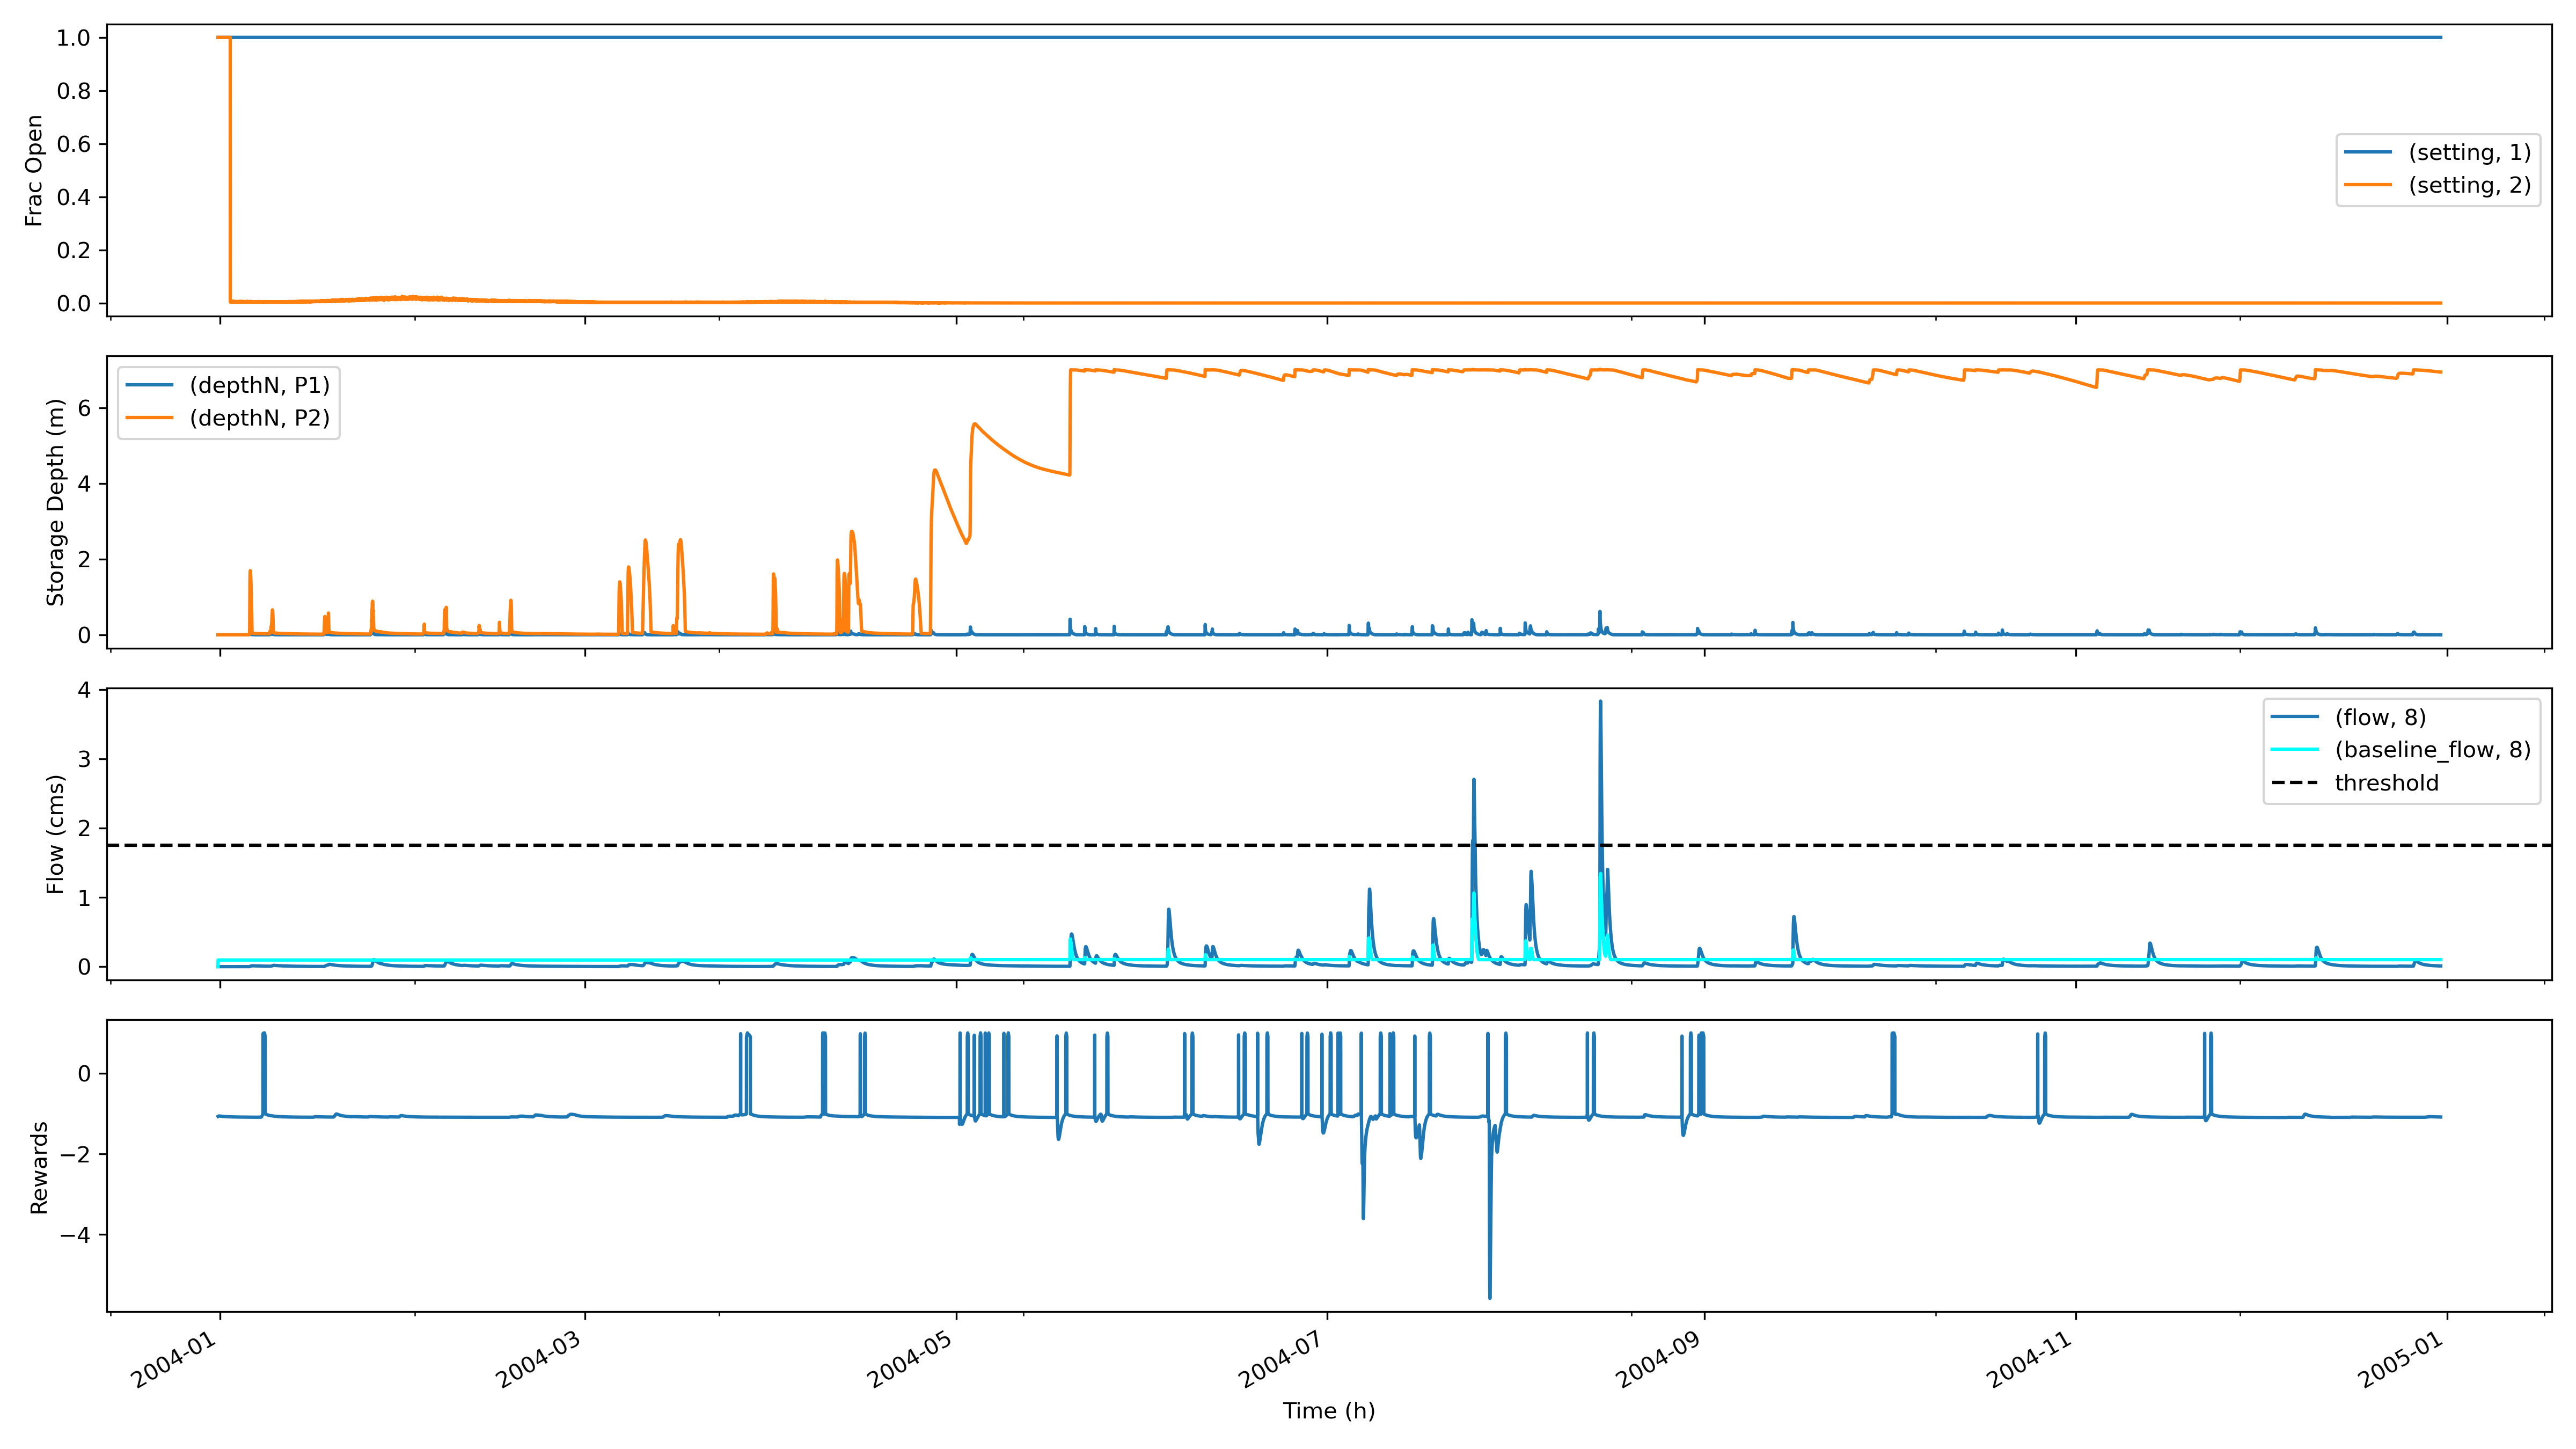 1.0
0.8
0.6
0.4
0.2
0.0
Frac Open
(setting, 1)
(setting, 2)
6
4
2
0
Storage Depth (m)
(depthN, P1)
(depthN, P2)
4
3
2
1
0
Flow (cms)
(flow, 8)
(baseline_flow, 8)
threshold
0
−2
−4
Rewards
2004-01
2004-03
2004-05
2004-07
2004-09
2004-11
2005-01
Time (h)